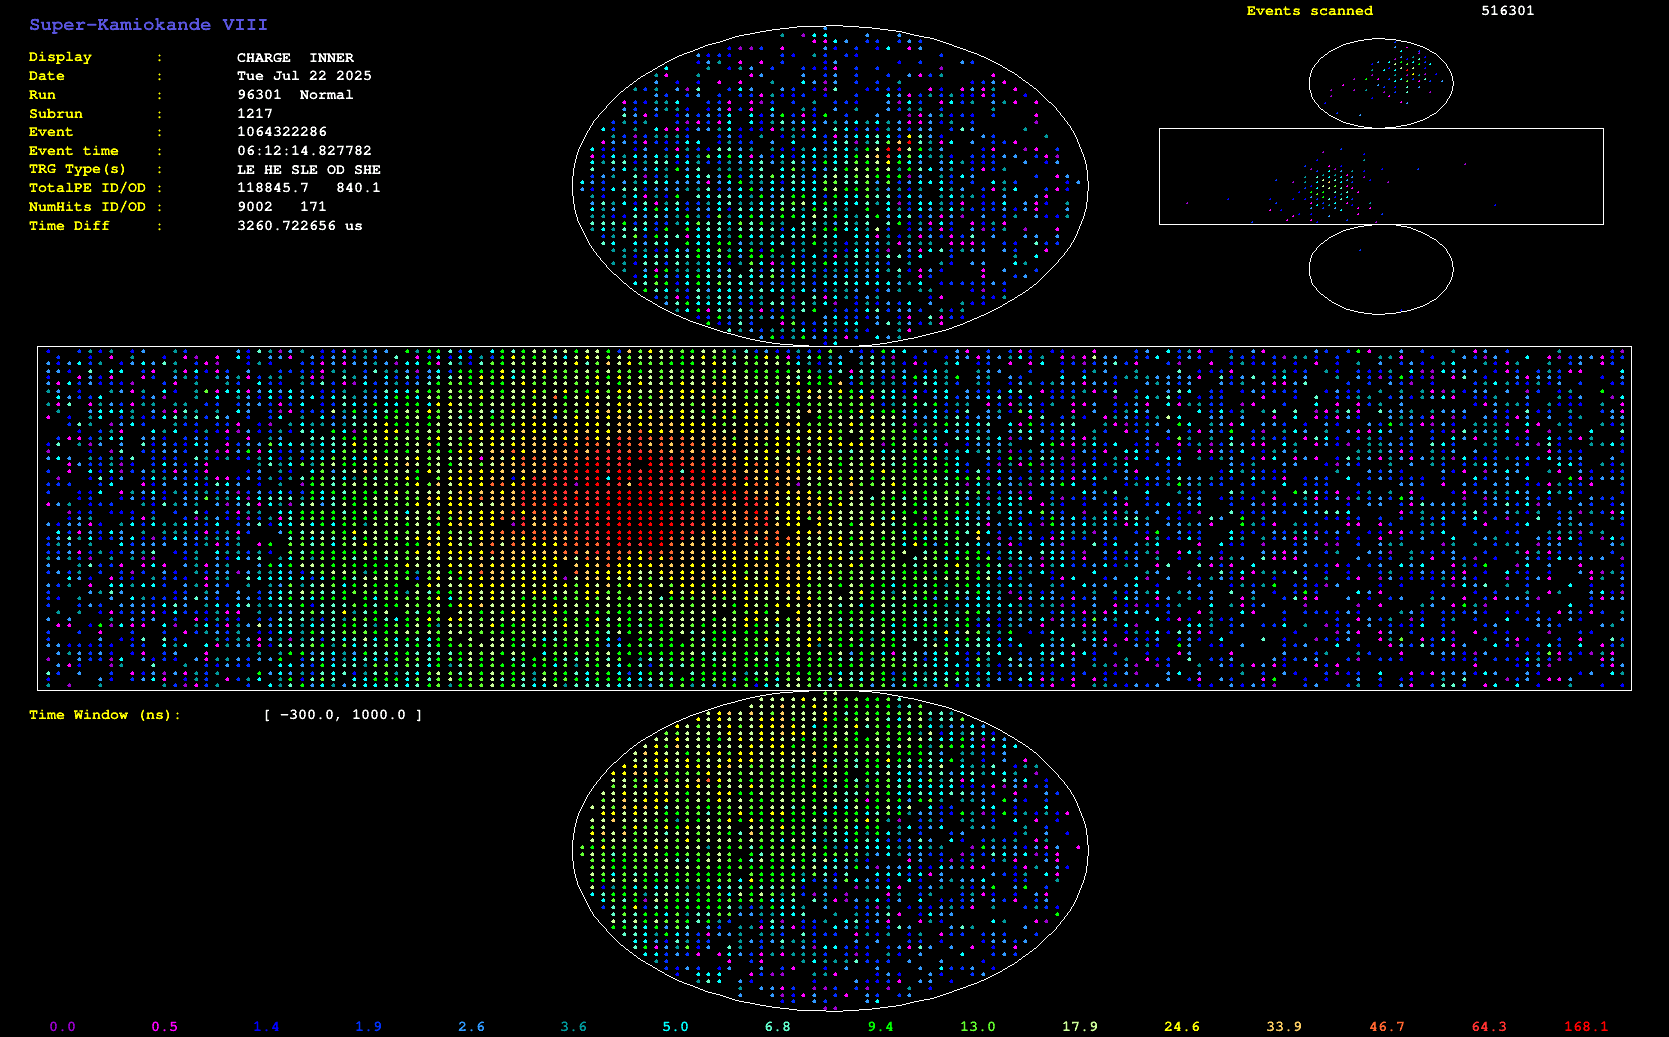 Super-Kamiokande VIII
Events scanned 516301
Display : CHARGE INNER
Date : Tue Jul 22 2025
Run : 96301 Normal
Subrun : 1217
Event : 1064322286
Event time : 06:12:14.827782
TRG Type(s) : LE HE SLE OD SHE
TotalPE ID/OD : 118845.7 840.1
NumHits ID/OD : 9002 171
Time Diff : 3260.722656 us
Time Window (ns): [ -300.0, 1000.0 ]
0.0 0.5 1.4 1.9 2.6 3.6 5.0 6.8 9.4 13.0 17.9 24.6 33.9 46.7 64.3 168.1